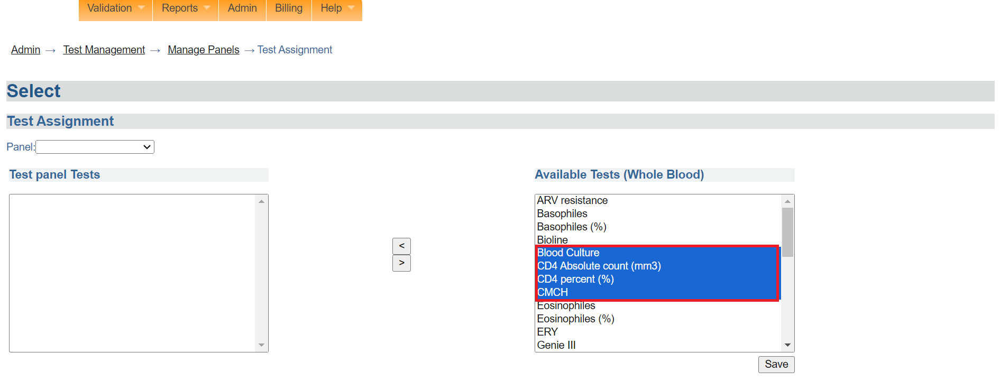 Validation Reports Admin Billing Help
Admin → Test Management → Manage Panels → Test Assignment
Select
Test Assignment
Panel:
Test panel Tests
Available Tests (Whole Blood)
ARV resistance
Basophiles
Basophiles (%)
Bioline
Blood Culture
CD4 Absolute count (mm3)
CD4 percent (%)
CMCH
Eosinophiles
Eosinophiles (%)
ERY
Genie III
<
>
Save